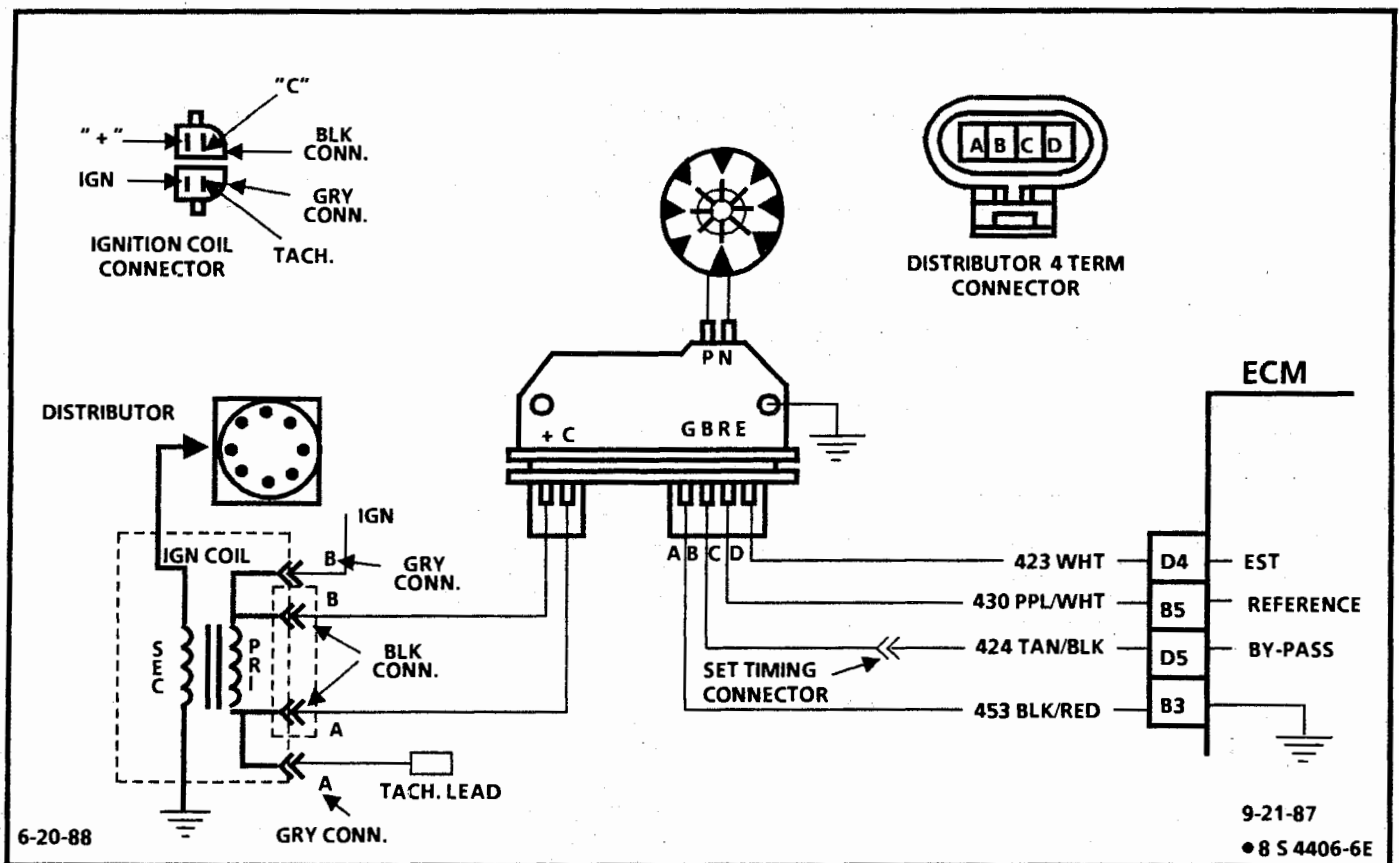 "C"
"+"
BLK
CONN.
IGN
GRY
CONN.
IGNITION COIL
CONNECTOR
TACH.
A B C D
DISTRIBUTOR 4 TERM
CONNECTOR
P N
+ C
G B R E
ECM
DISTRIBUTOR
IGN
IGN COIL
B
GRY
CONN.
B
BLK
CONN.
SEC
PRI
A
A
TACH. LEAD
GRY CONN.
A B C D
423 WHT
D4
EST
430 PPL/WHT
B5
REFERENCE
424 TAN/BLK
D5
BY-PASS
SET TIMING
CONNECTOR
453 BLK/RED
B3
6-20-88
9-21-87
●8 S 4406-6E